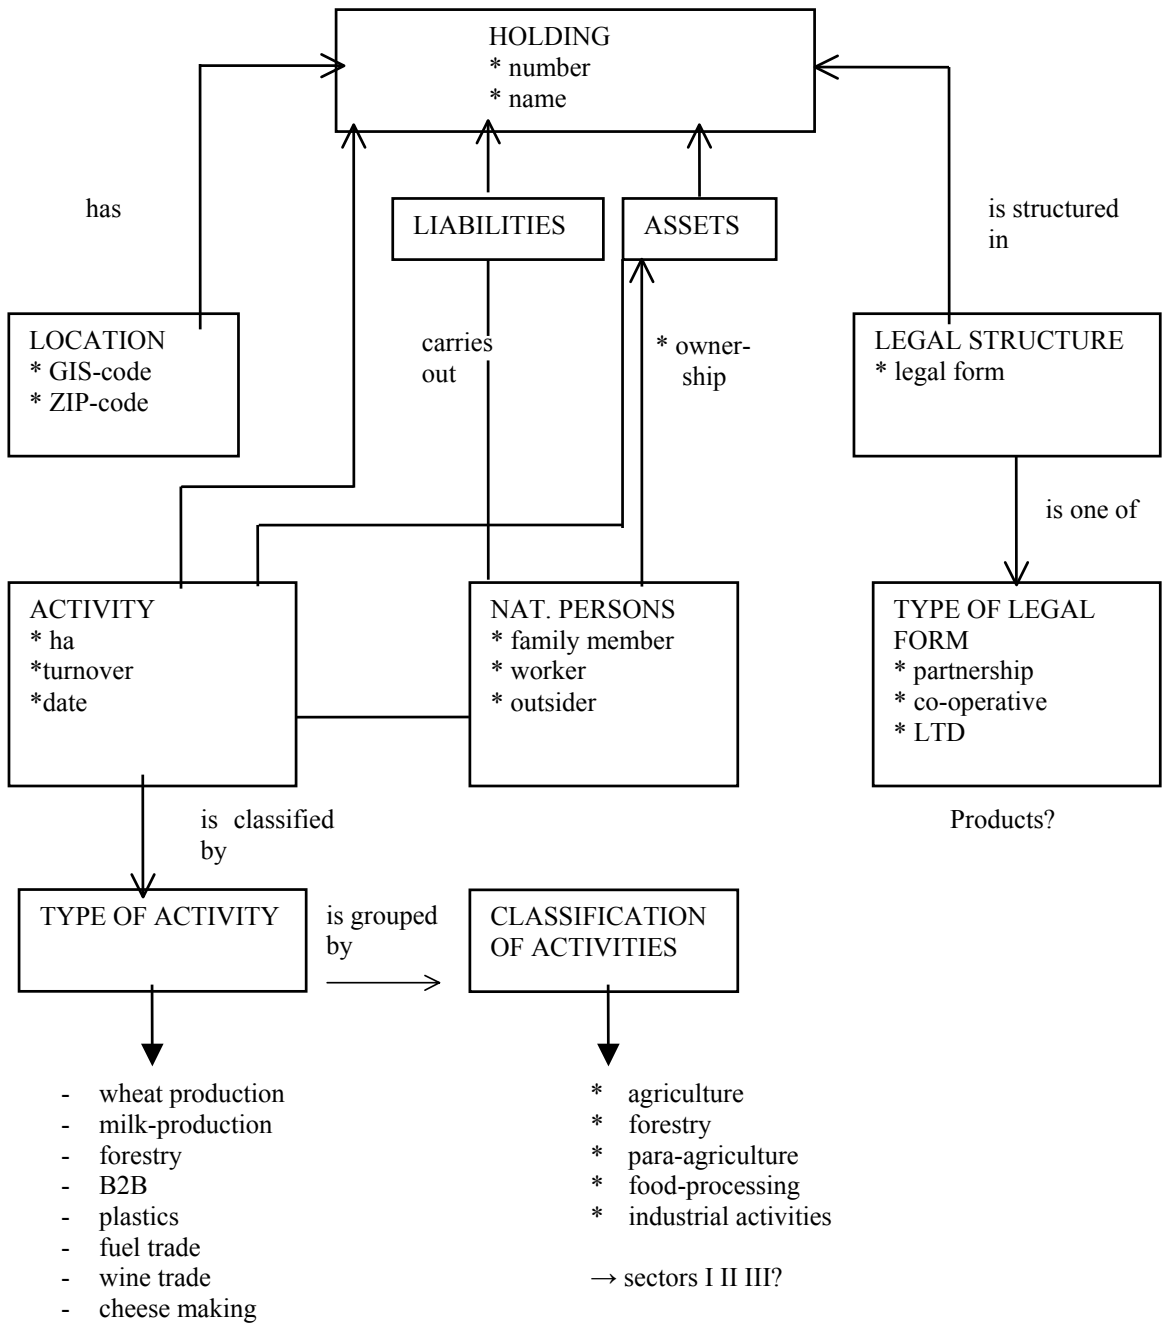 HOLDING
* number
* name
has
LIABILITIES
ASSETS
is structured
in
LOCATION
* GIS-code
* ZIP-code
carries
out
* owner-
ship
LEGAL STRUCTURE
* legal form
is one of
ACTIVITY
* ha
*turnover
*date
NAT. PERSONS
* family member
* worker
* outsider
TYPE OF LEGAL
FORM
* partnership
* co-operative
* LTD
is classified
by
Products?
TYPE OF ACTIVITY
is grouped
by
CLASSIFICATION
OF ACTIVITIES
- wheat production
- milk-production
- forestry
- B2B
- plastics
- fuel trade
- wine trade
- cheese making
* agriculture
* forestry
* para-agriculture
* food-processing
* industrial activities
→ sectors I II III?